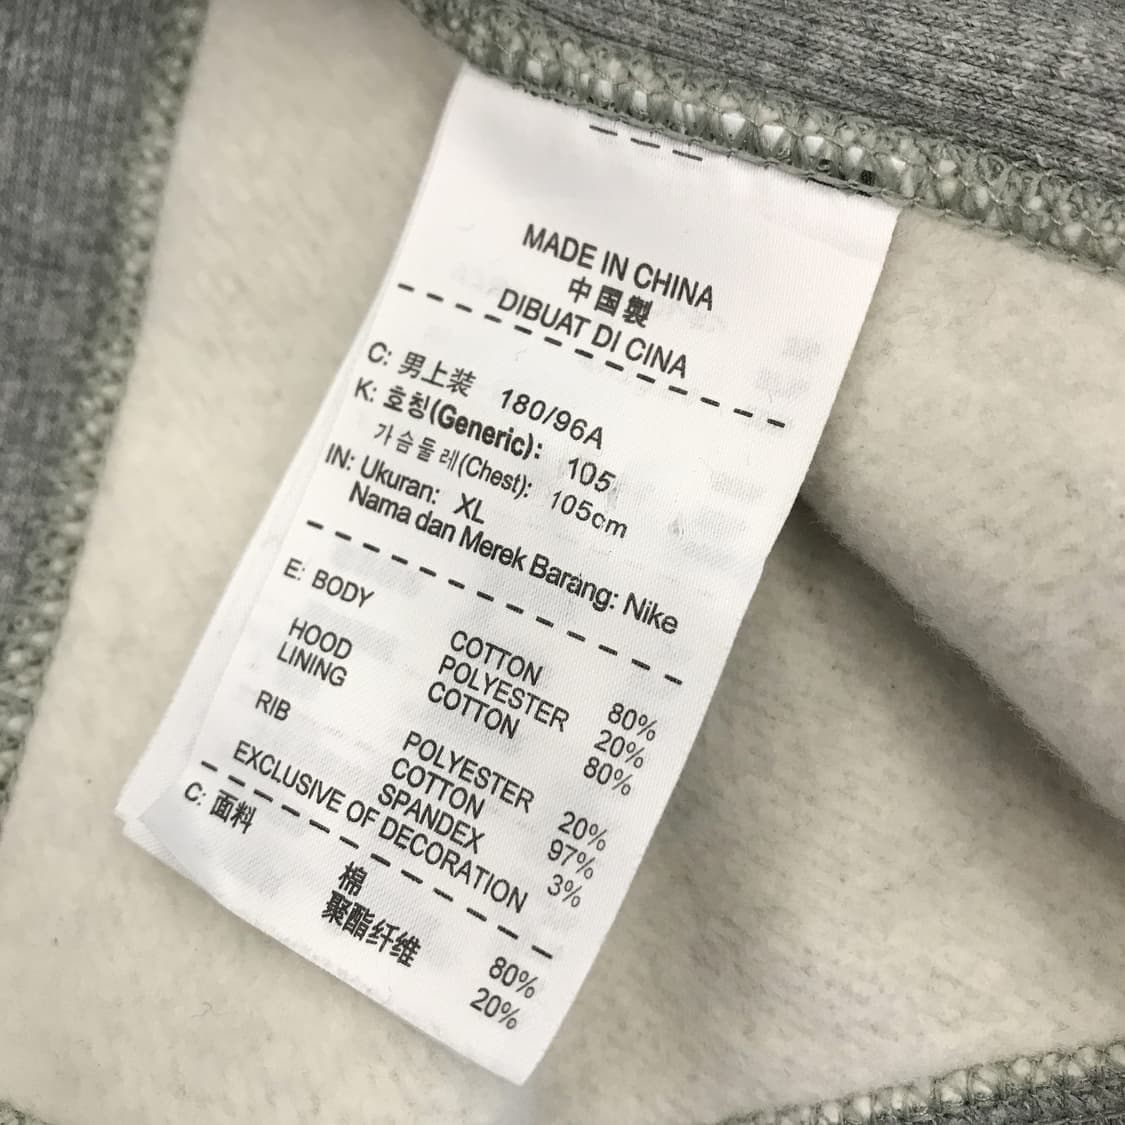 MADE IN CHINA
中国製
DIBUAT DI CINA
C: 男上装 180/96A
K: 호칭(Generic): 105
가슴둘레(Chest): 105cm
IN: Ukuran: XL
Nama dan Merek Barang: Nike
E: BODY COTTON 80%
POLYESTER 20%
HOOD LINING COTTON 80%
POLYESTER 20%
RIB COTTON 97%
SPANDEX 3%
EXCLUSIVE OF DECORATION
C: 面料 棉 80%
聚酯纤维 20%